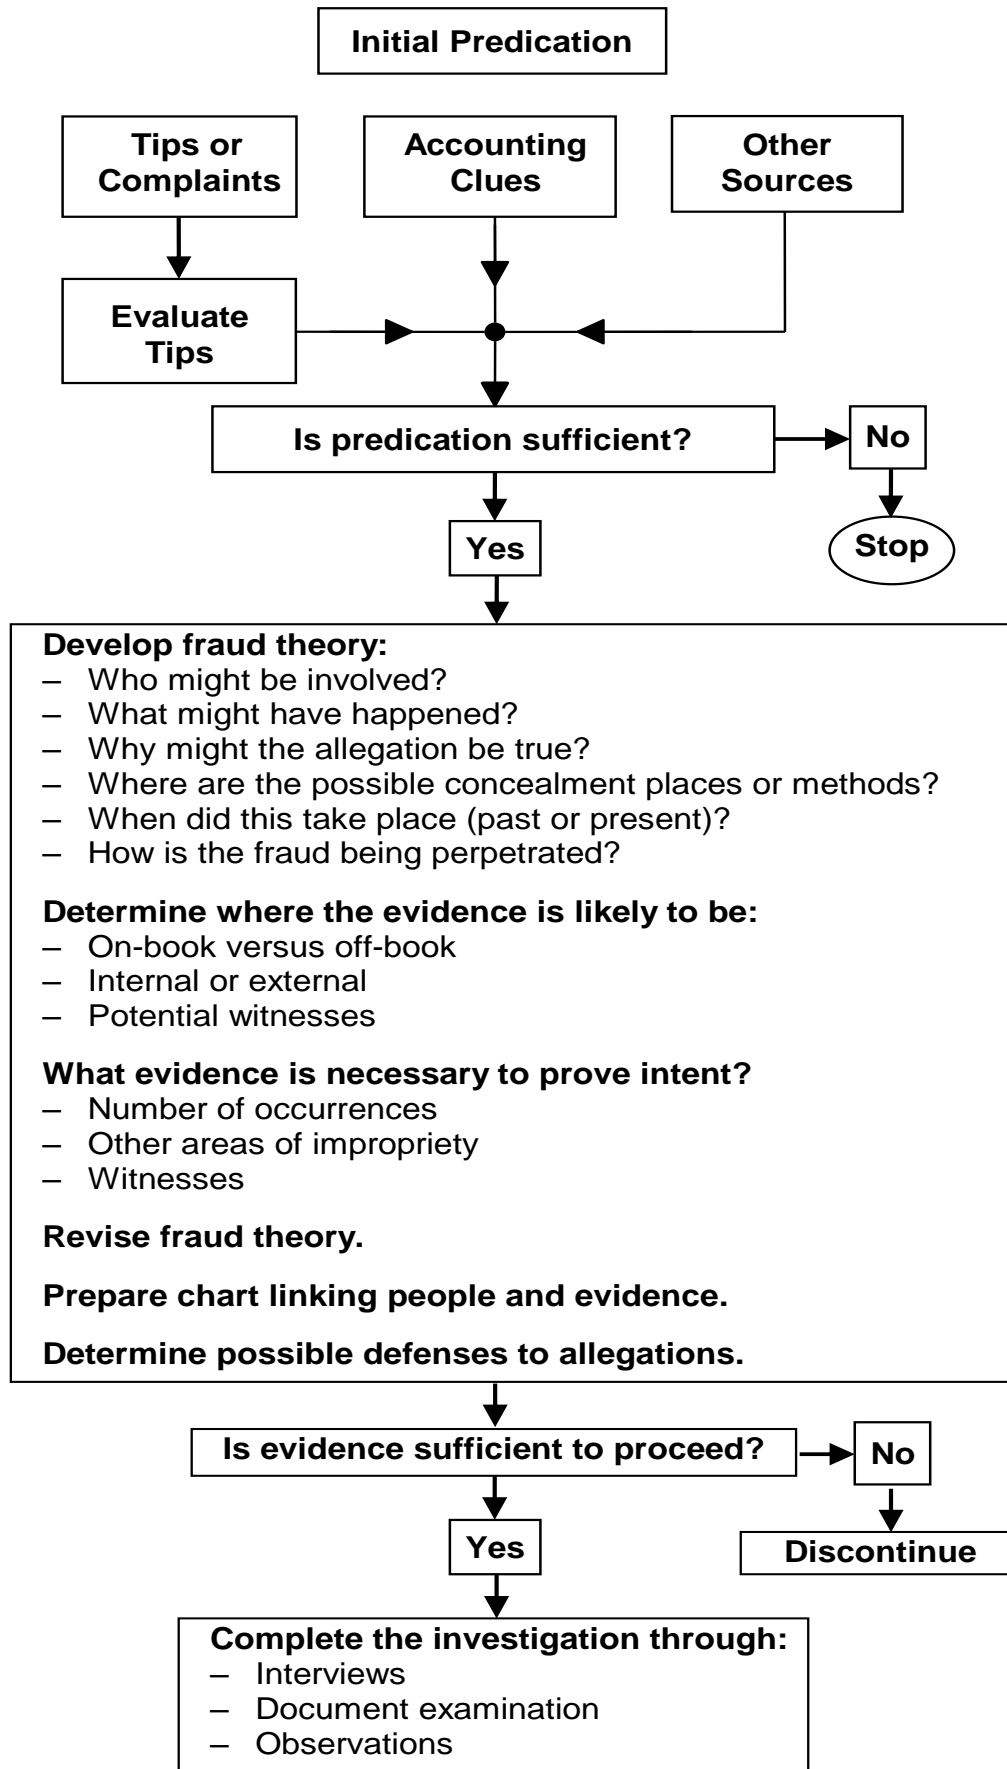 Initial Predication
Tips or
Complaints
Accounting
Clues
Other
Sources
Evaluate
Tips
Is predication sufficient?
No
Yes
Stop
Develop fraud theory:
– Who might be involved?
– What might have happened?
– Why might the allegation be true?
– Where are the possible concealment places or methods?
– When did this take place (past or present)?
– How is the fraud being perpetrated?
Determine where the evidence is likely to be:
– On-book versus off-book
– Internal or external
– Potential witnesses
What evidence is necessary to prove intent?
– Number of occurrences
– Other areas of impropriety
– Witnesses
Revise fraud theory.
Prepare chart linking people and evidence.
Determine possible defenses to allegations.
Is evidence sufficient to proceed?
No
Yes
Discontinue
Complete the investigation through:
– Interviews
– Document examination
– Observations